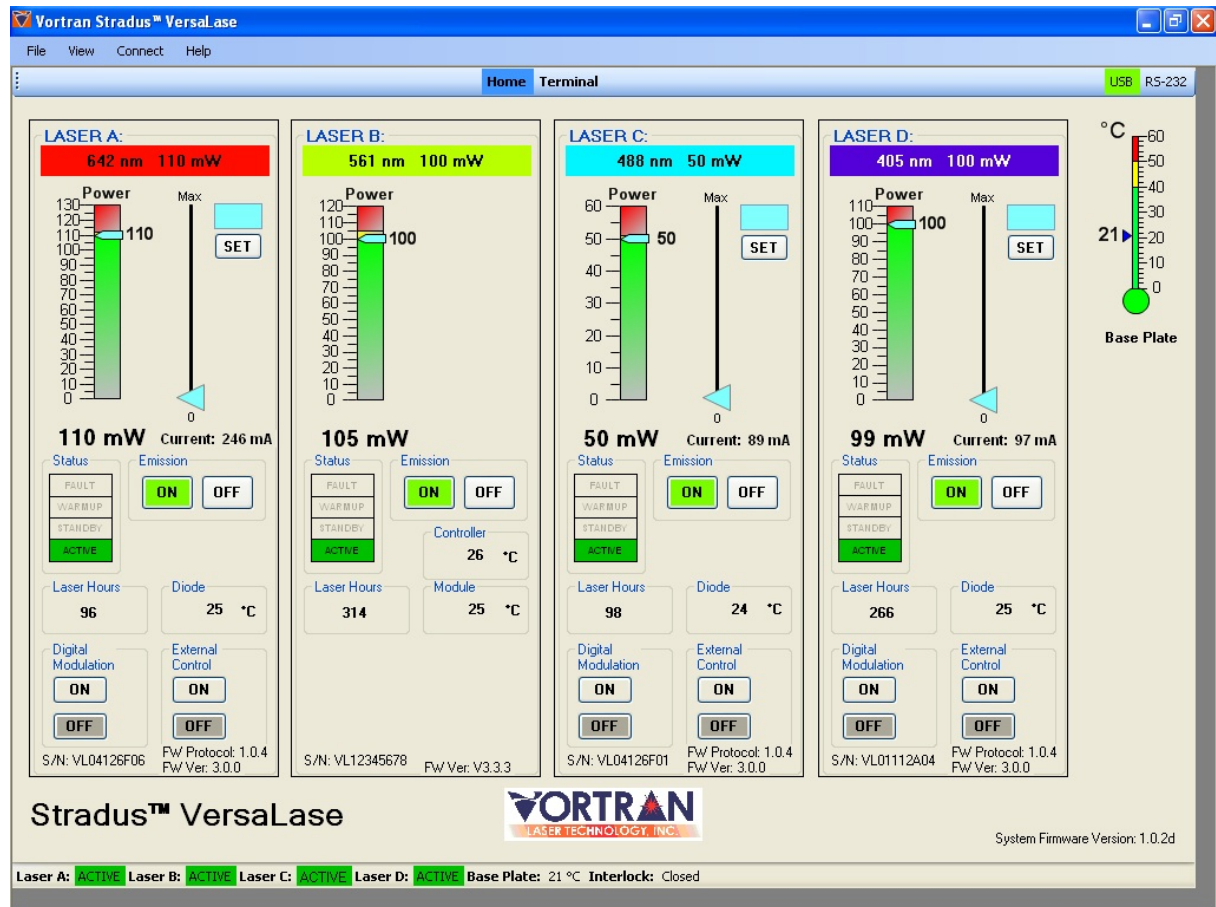 Vortran Stradus™ VersaLase
File View Connect Help
Home Terminal
USB RS-232
LASER A:
642 nm 110 mW
Power
Max
130
120
110
100
90
80
70
60
50
40
30
20
10
0
110
SET
0
110 mW Current: 246 mA
Status
FAULT
WARMUP
STANDBY
ACTIVE
Emission
ON OFF
Laser Hours
96
Diode
25 °C
Digital
Modulation
ON
OFF
External
Control
ON
OFF
S/N: VL04126F06
FW Protocol: 1.0.4
FW Ver: 3.0.0
LASER B:
561 nm 100 mW
Power
120
110
100
90
80
70
60
50
40
30
20
10
0
100
105 mW
Status
FAULT
WARMUP
STANDBY
ACTIVE
Emission
ON OFF
Controller
26 °C
Laser Hours
314
Module
25 °C
S/N: VL12345678
FW Ver: V3.3.3
LASER C:
488 nm 50 mW
Power
Max
60
50
40
30
20
10
0
50
SET
0
50 mW Current: 89 mA
Status
FAULT
WARMUP
STANDBY
ACTIVE
Emission
ON OFF
Laser Hours
98
Diode
24 °C
Digital
Modulation
ON
OFF
External
Control
ON
OFF
S/N: VL04126F01
FW Protocol: 1.0.4
FW Ver: 3.0.0
LASER D:
405 nm 100 mW
Power
Max
110
100
90
80
70
60
50
40
30
20
10
0
100
SET
0
99 mW Current: 97 mA
Status
FAULT
WARMUP
STANDBY
ACTIVE
Emission
ON OFF
Laser Hours
266
Diode
25 °C
Digital
Modulation
ON
OFF
External
Control
ON
OFF
S/N: VL01112A04
FW Protocol: 1.0.4
FW Ver: 3.0.0
°C
60
50
40
30
20
10
0
21
Base Plate
Stradus™ VersaLase
VORTRAN
LASER TECHNOLOGY, INC.
System Firmware Version: 1.0.2d
Laser A: ACTIVE Laser B: ACTIVE Laser C: ACTIVE Laser D: ACTIVE Base Plate: 21 °C Interlock: Closed